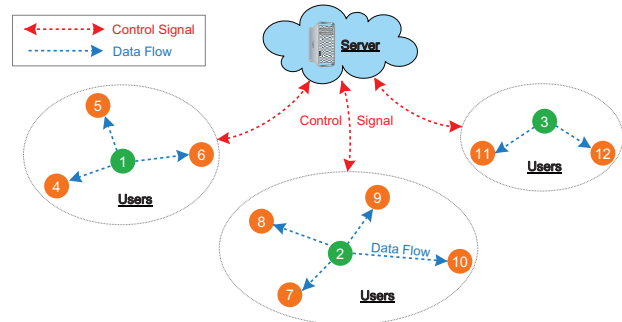 Control Signal
Data Flow
Server
5
1
6
4
Users
Control Signal
3
11
12
Users
9
8
2
Data Flow
10
7
Users